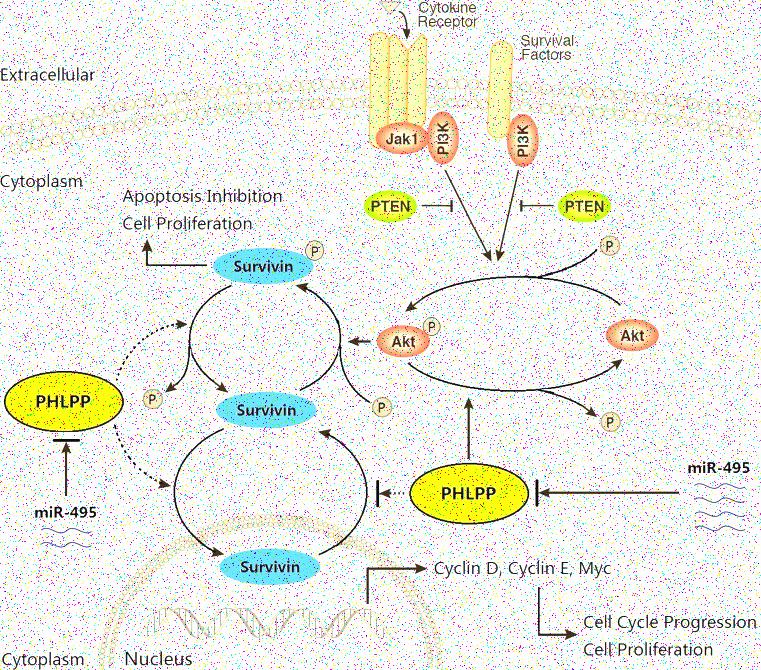 Cytokine
Receptor
Survival
Factors
Extracellular
Jak1
PI3K
PI3K
Cytoplasm
PTEN
PTEN
Apoptosis Inhibition
Cell Proliferation
P
Survivin
P
Akt
P
Akt
PHLPP
P
Survivin
P
P
miR-495
PHLPP
miR-495
Survivin
Cyclin D, Cyclin E, Myc
Cell Cycle Progression
Cell Proliferation
Cytoplasm
Nucleus